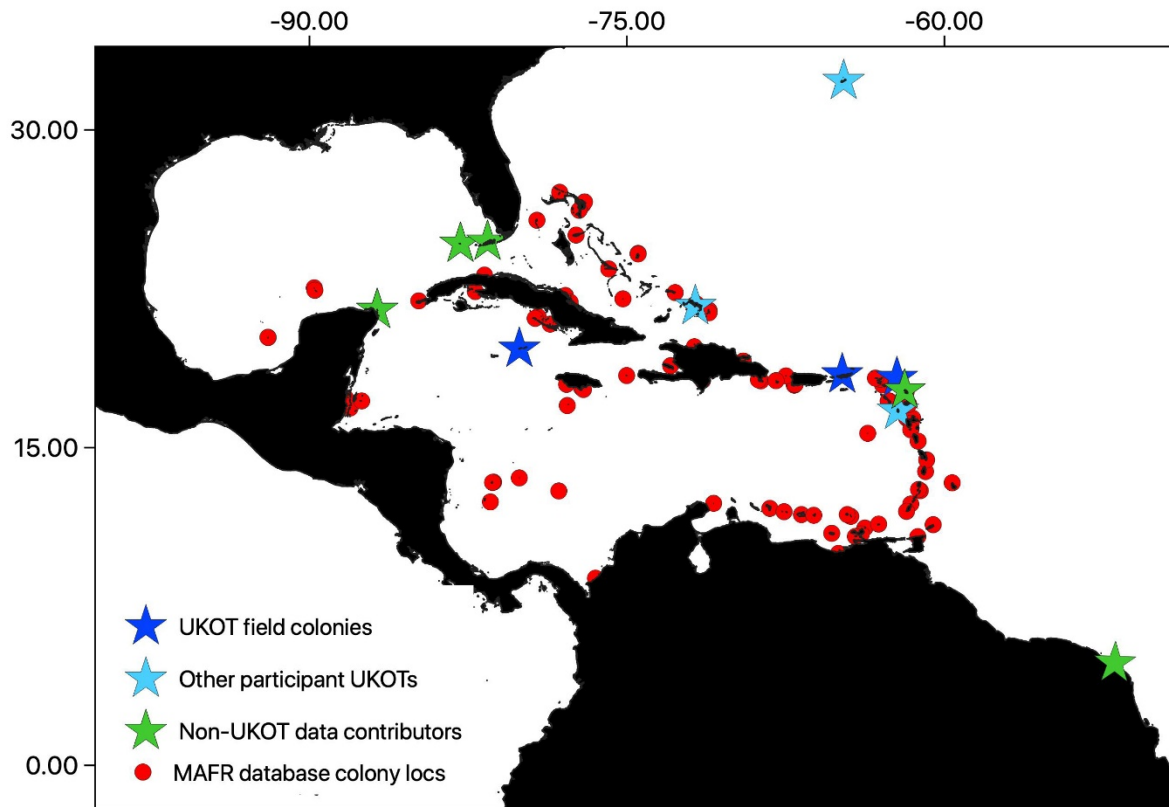 -90.00 -75.00 -60.00
30.00
15.00
0.00
UKOT field colonies
Other participant UKOTs
Non-UKOT data contributors
MAFR database colony locs